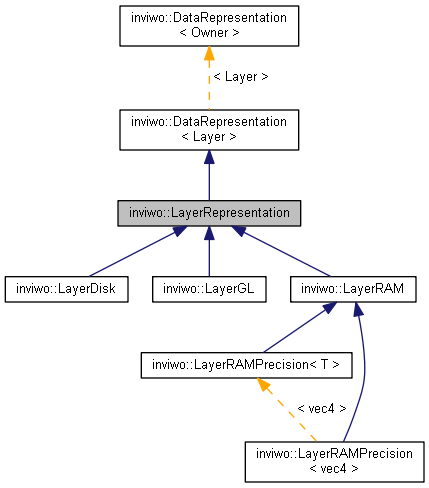 inviwo::DataRepresentation
< Owner >
< Layer >
inviwo::DataRepresentation
< Layer >
inviwo::LayerRepresentation
inviwo::LayerDisk
inviwo::LayerGL
inviwo::LayerRAM
inviwo::LayerRAMPrecision< T >
< vec4 >
inviwo::LayerRAMPrecision
< vec4 >